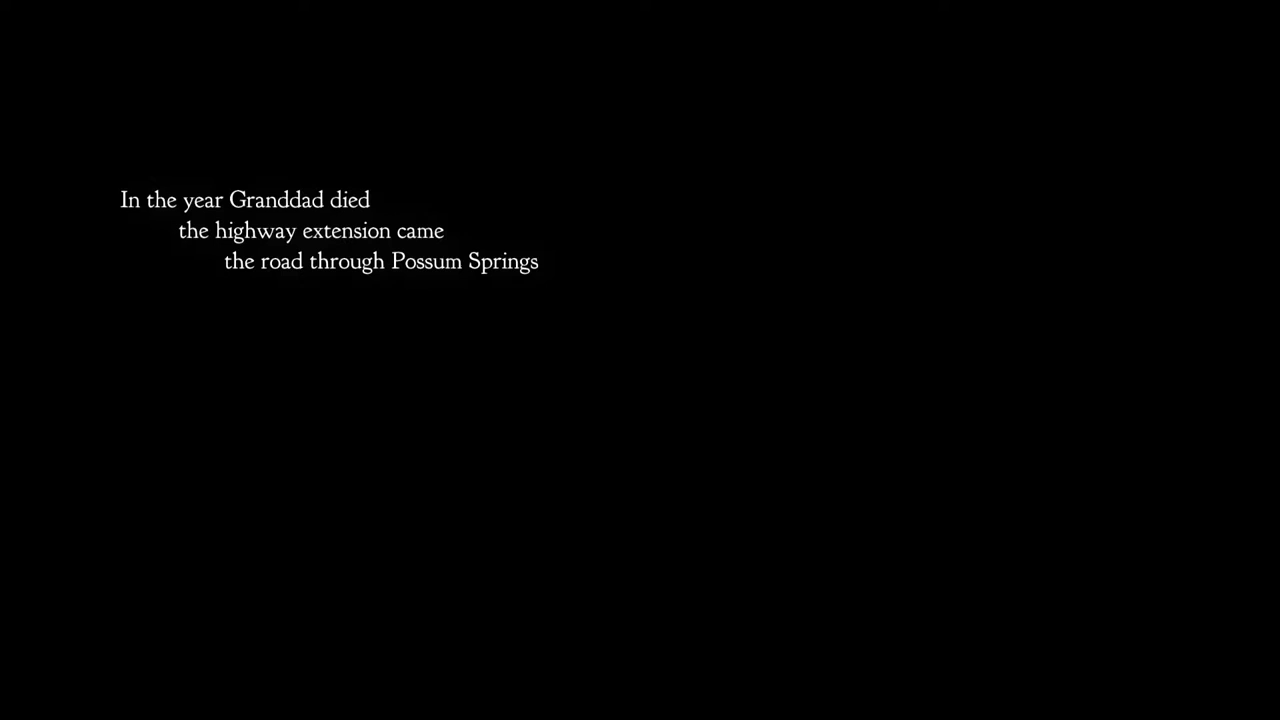 In the year Granddad died
the highway extension came
the road through Possum Springs